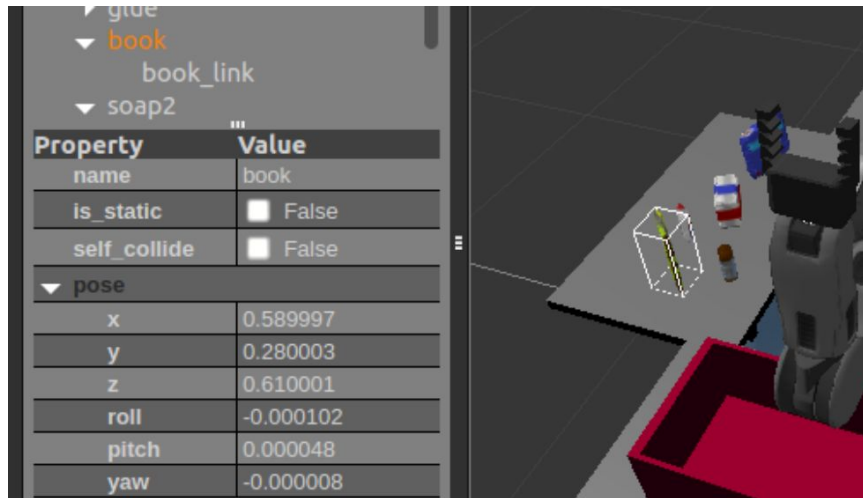 glue
book
book_link
soap2
Property Value
name book
is_static False
self_collide False
pose
x 0.589997
y 0.280003
z 0.610001
roll -0.000102
pitch 0.000048
yaw -0.000008